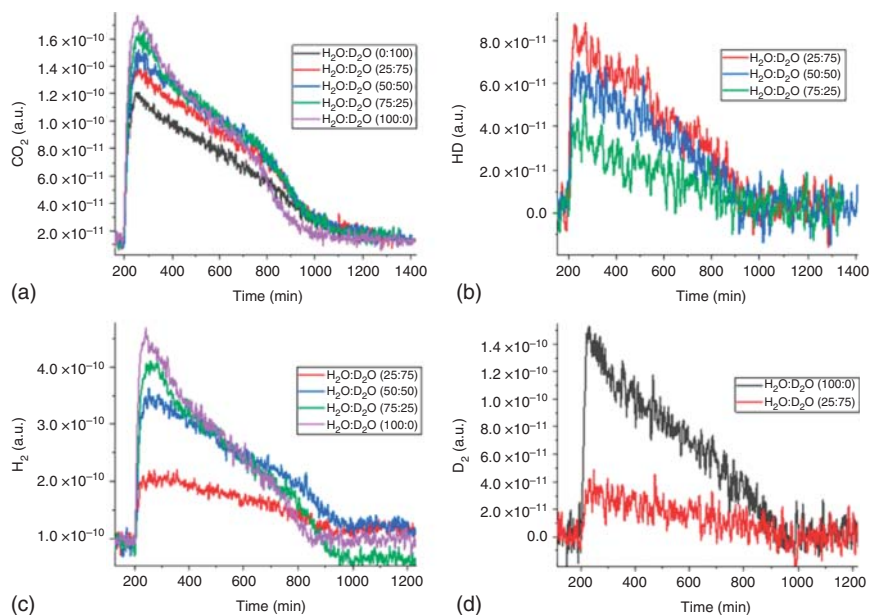 1.6 ×10⁻¹⁰
1.4 ×10⁻¹⁰
1.2 ×10⁻¹⁰
1.0 ×10⁻¹⁰
8.0 ×10⁻¹¹
6.0 ×10⁻¹¹
4.0 ×10⁻¹¹
2.0 ×10⁻¹¹
CO₂ (a.u.)
H₂O:D₂O (0:100)
H₂O:D₂O (25:75)
H₂O:D₂O (50:50)
H₂O:D₂O (75:25)
H₂O:D₂O (100:0)
200 400 600 800 1000 1200 1400
Time (min)
(a)
8.0 ×10⁻¹¹
6.0 ×10⁻¹¹
4.0 ×10⁻¹¹
2.0 ×10⁻¹¹
0.0
HD (a.u.)
H₂O:D₂O (25:75)
H₂O:D₂O (50:50)
H₂O:D₂O (75:25)
200 400 600 800 1000 1200 1400
Time (min)
(b)
4.0 ×10⁻¹⁰
3.0 ×10⁻¹⁰
2.0 ×10⁻¹⁰
1.0 ×10⁻¹⁰
H₂ (a.u.)
H₂O:D₂O (25:75)
H₂O:D₂O (50:50)
H₂O:D₂O (75:25)
H₂O:D₂O (100:0)
200 400 600 800 1000 1200
Time (min)
(c)
1.4 ×10⁻¹⁰
1.2 ×10⁻¹⁰
1.0 ×10⁻¹⁰
8.0 ×10⁻¹¹
6.0 ×10⁻¹¹
4.0 ×10⁻¹¹
2.0 ×10⁻¹¹
0.0
D₂ (a.u.)
H₂O:D₂O (100:0)
H₂O:D₂O (25:75)
200 400 600 800 1000 1200
Time (min)
(d)